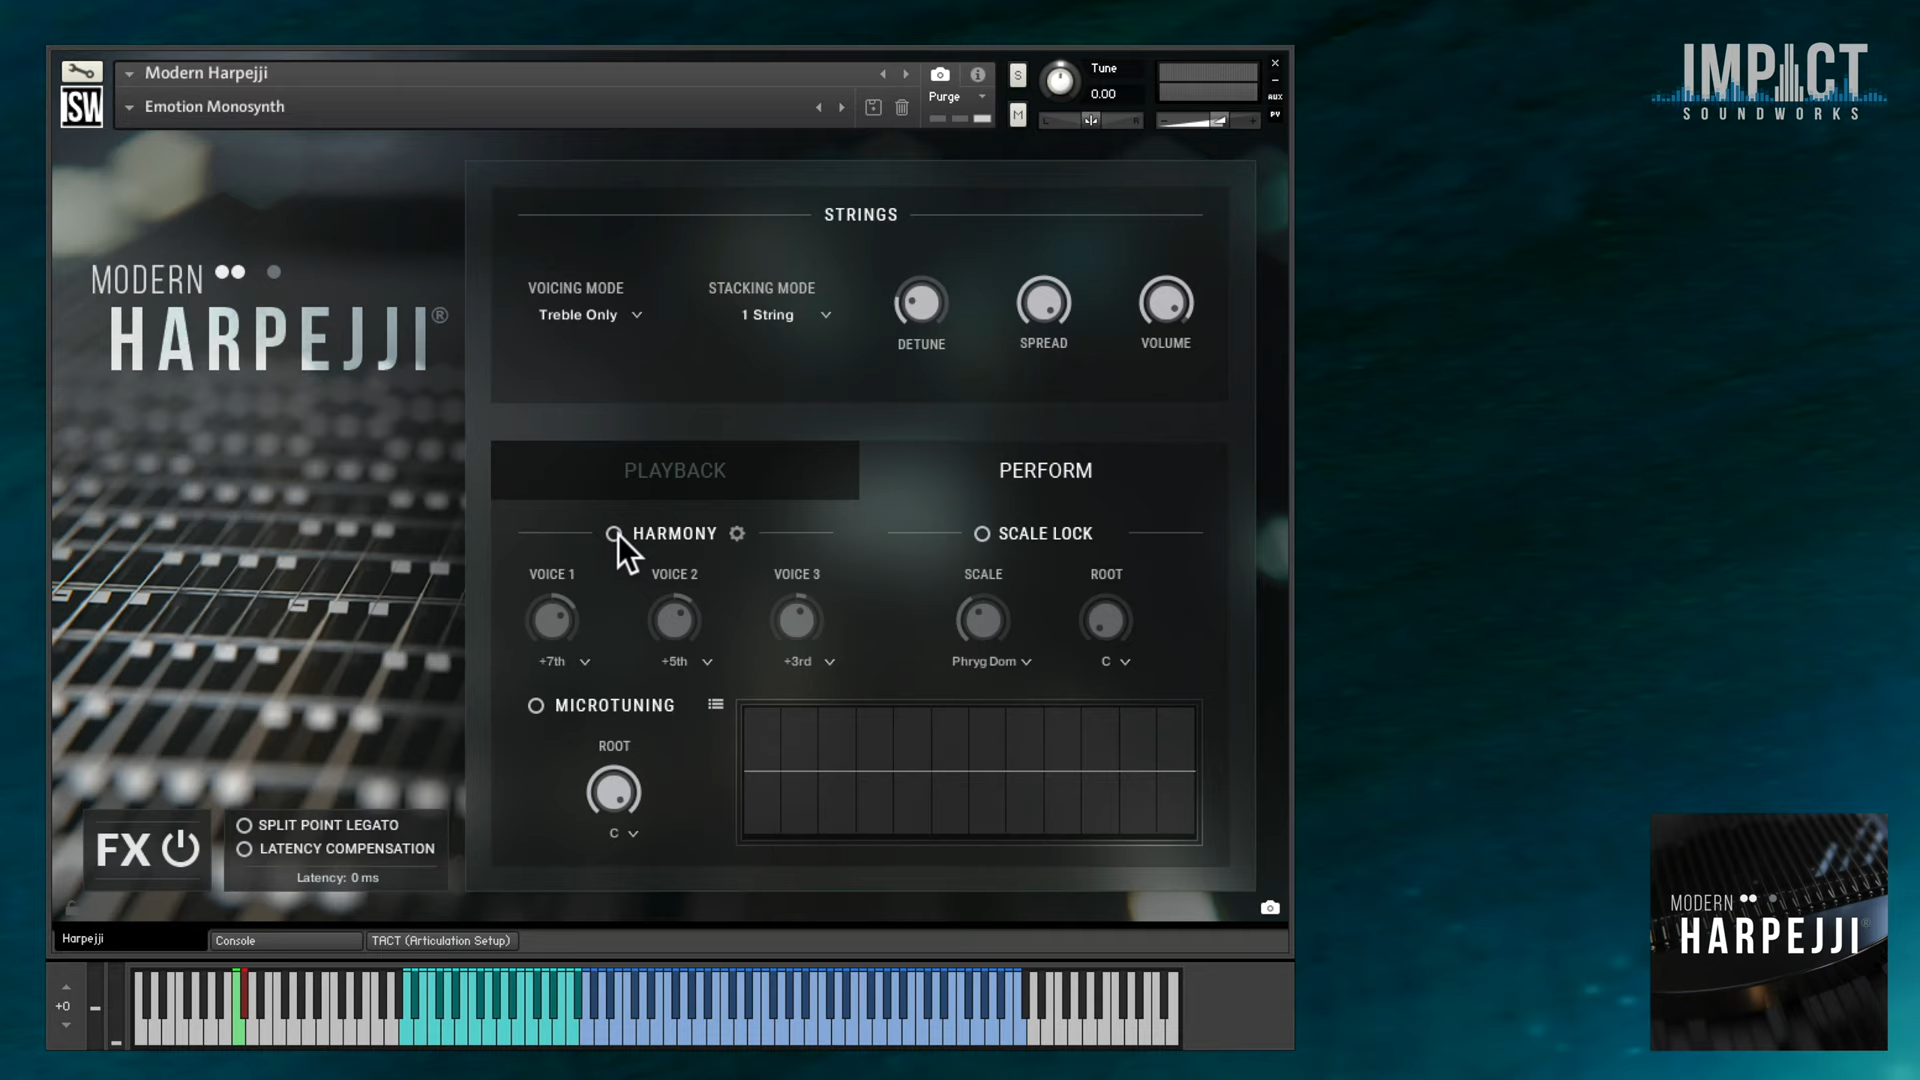 Modern Harpejji
Emotion Monosynth
ISW
Purge
S
M
Tune
0.00
L
R
AUX
PV
IMPACT
SOUNDWORKS
MODERN
HARPEJJI®
STRINGS
VOICING MODE
Treble Only
STACKING MODE
1 String
DETUNE
SPREAD
VOLUME
PLAYBACK
PERFORM
HARMONY
SCALE LOCK
VOICE 1
VOICE 2
VOICE 3
SCALE
ROOT
+7th
+5th
+3rd
Phryg Dom
C
MICROTUNING
ROOT
C
FX
SPLIT POINT LEGATO
LATENCY COMPENSATION
Latency: 0 ms
Harpejji
Console
TACT (Articulation Setup)
+0
MODERN
HARPEJJI®